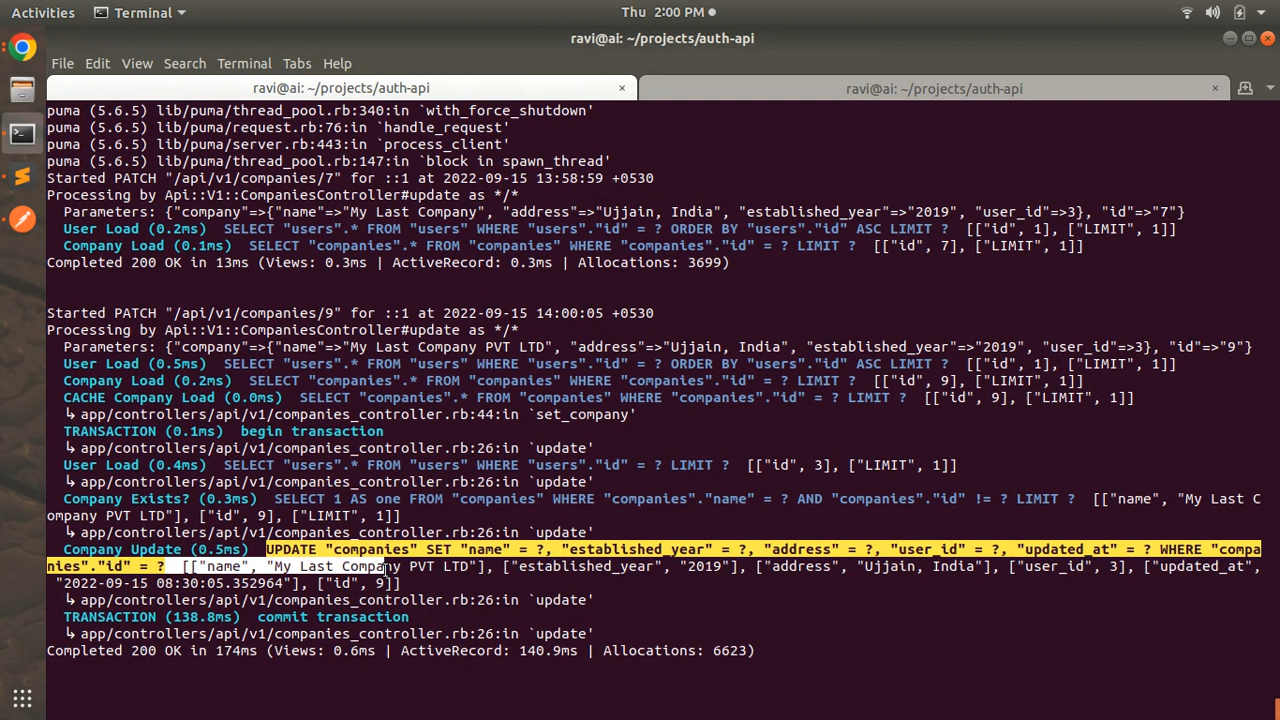 Activities Terminal Thu 2:00 PM
ravi@ai: ~/projects/auth-api
File Edit View Search Terminal Tabs Help
ravi@ai: ~/projects/auth-api × ravi@ai: ~/projects/auth-api ×
puma (5.6.5) lib/puma/thread_pool.rb:340:in `with_force_shutdown'
puma (5.6.5) lib/puma/request.rb:76:in `handle_request'
puma (5.6.5) lib/puma/server.rb:443:in `process_client'
puma (5.6.5) lib/puma/thread_pool.rb:147:in `block in spawn_thread'
Started PATCH "/api/v1/companies/7" for ::1 at 2022-09-15 13:58:59 +0530
Processing by Api::V1::CompaniesController#update as */*
Parameters: {"company"=>{"name"=>"My Last Company", "address"=>"Ujjain, India", "established_year"=>"2019", "user_id"=>3}, "id"=>"7"}
User Load (0.2ms) SELECT "users".* FROM "users" WHERE "users"."id" = ? ORDER BY "users"."id" ASC LIMIT ? [["id", 1], ["LIMIT", 1]]
Company Load (0.1ms) SELECT "companies".* FROM "companies" WHERE "companies"."id" = ? LIMIT ? [["id", 7], ["LIMIT", 1]]
Completed 200 OK in 13ms (Views: 0.3ms | ActiveRecord: 0.3ms | Allocations: 3699)
Started PATCH "/api/v1/companies/9" for ::1 at 2022-09-15 14:00:05 +0530
Processing by Api::V1::CompaniesController#update as */*
Parameters: {"company"=>{"name"=>"My Last Company PVT LTD", "address"=>"Ujjain, India", "established_year"=>"2019", "user_id"=>3}, "id"=>"9"}
User Load (0.5ms) SELECT "users".* FROM "users" WHERE "users"."id" = ? ORDER BY "users"."id" ASC LIMIT ? [["id", 1], ["LIMIT", 1]]
Company Load (0.2ms) SELECT "companies".* FROM "companies" WHERE "companies"."id" = ? LIMIT ? [["id", 9], ["LIMIT", 1]]
CACHE Company Load (0.0ms) SELECT "companies".* FROM "companies" WHERE "companies"."id" = ? LIMIT ? [["id", 9], ["LIMIT", 1]]
↳ app/controllers/api/v1/companies_controller.rb:44:in `set_company'
TRANSACTION (0.1ms) begin transaction
↳ app/controllers/api/v1/companies_controller.rb:26:in `update'
User Load (0.4ms) SELECT "users".* FROM "users" WHERE "users"."id" = ? LIMIT ? [["id", 3], ["LIMIT", 1]]
↳ app/controllers/api/v1/companies_controller.rb:26:in `update'
Company Exists? (0.3ms) SELECT 1 AS one FROM "companies" WHERE "companies"."name" = ? AND "companies"."id" != ? LIMIT ? [["name", "My Last C
ompany PVT LTD"], ["id", 9], ["LIMIT", 1]]
↳ app/controllers/api/v1/companies_controller.rb:26:in `update'
Company Update (0.5ms) UPDATE "companies" SET "name" = ?, "established_year" = ?, "address" = ?, "user_id" = ?, "updated_at" = ? WHERE "compa
nies"."id" = ? [["name", "My Last Company PVT LTD"], ["established_year", "2019"], ["address", "Ujjain, India"], ["user_id", 3], ["updated_at",
"2022-09-15 08:30:05.352964"], ["id", 9]]
↳ app/controllers/api/v1/companies_controller.rb:26:in `update'
TRANSACTION (138.8ms) commit transaction
↳ app/controllers/api/v1/companies_controller.rb:26:in `update'
Completed 200 OK in 174ms (Views: 0.6ms | ActiveRecord: 140.9ms | Allocations: 6623)